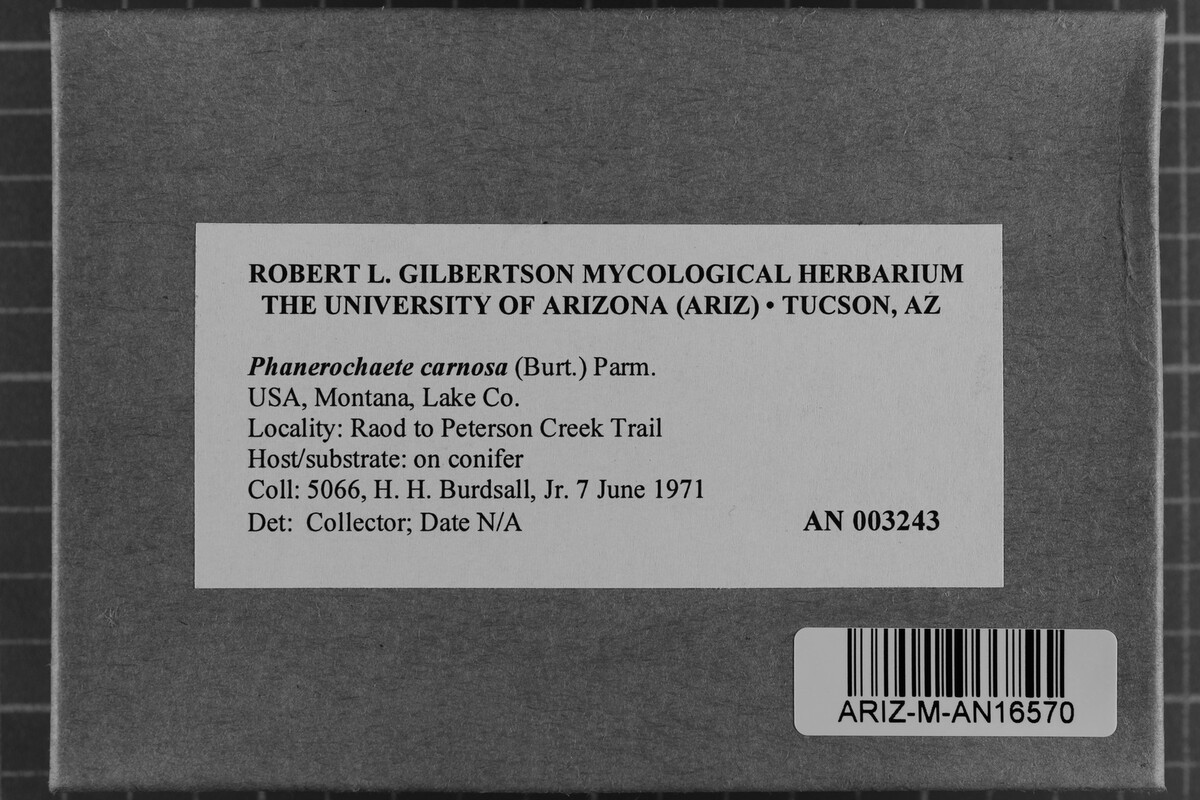 ROBERT L. GILBERTSON MYCOLOGICAL HERBARIUM
THE UNIVERSITY OF ARIZONA (ARIZ) • TUCSON, AZ
Phanerochaete carnosa (Burt.) Parm.
USA, Montana, Lake Co.
Locality: Raod to Peterson Creek Trail
Host/substrate: on conifer
Coll: 5066, H. H. Burdsall, Jr. 7 June 1971
Det: Collector; Date N/A AN 003243
ARIZ-M-AN16570